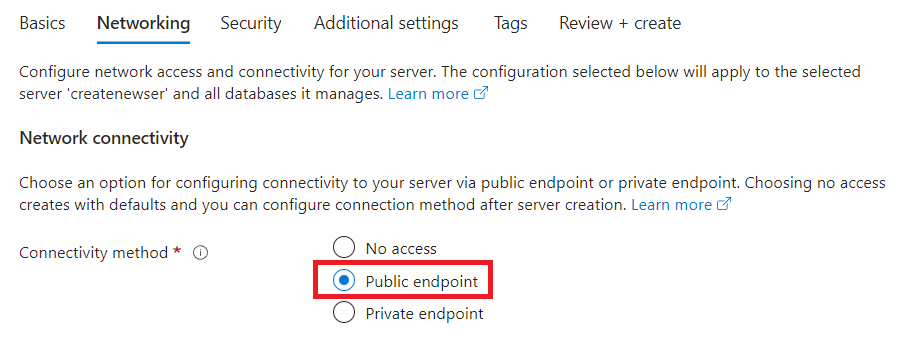 Basics Networking Security Additional settings Tags Review + create
Configure network access and connectivity for your server. The configuration selected below will apply to the selected
server 'createnewser' and all databases it manages. Learn more
Network connectivity
Choose an option for configuring connectivity to your server via public endpoint or private endpoint. Choosing no access
creates with defaults and you can configure connection method after server creation. Learn more
Connectivity method *
No access
Public endpoint
Private endpoint